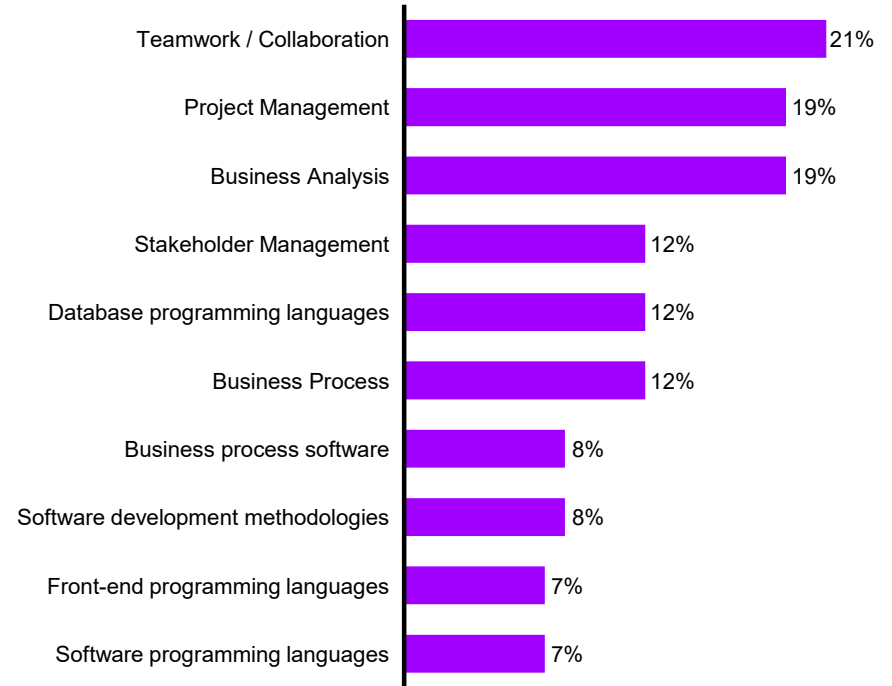 Teamwork / Collaboration 21%
Project Management 19%
Business Analysis 19%
Stakeholder Management 12%
Database programming languages 12%
Business Process 12%
Business process software 8%
Software development methodologies 8%
Front-end programming languages 7%
Software programming languages 7%